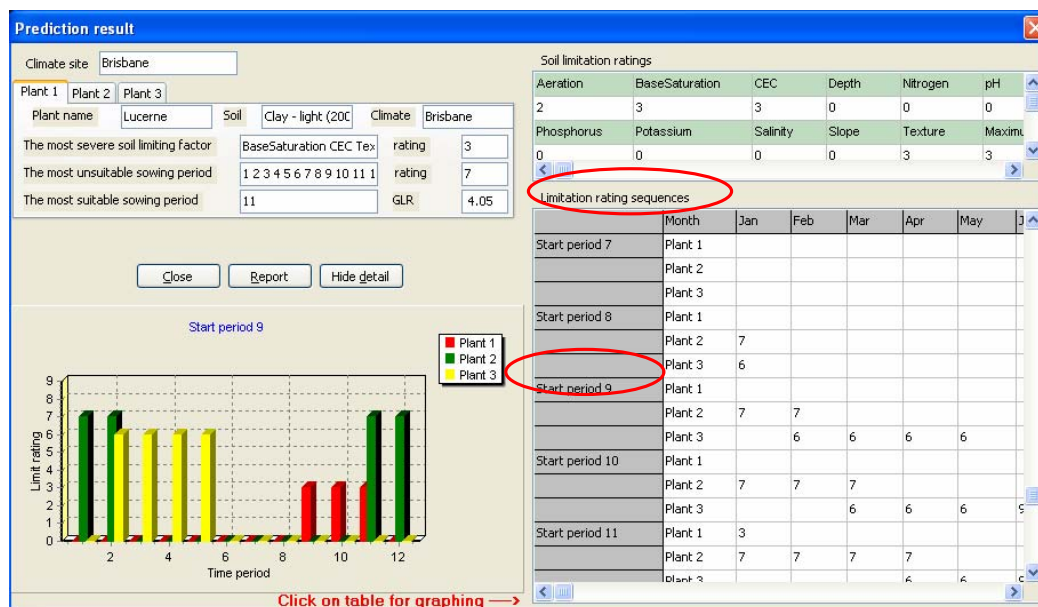 Prediction result
Climate site Brisbane
Plant 1 Plant 2 Plant 3
Plant name Lucerne Soil Clay - light (20C Climate Brisbane
The most severe soil limiting factor BaseSaturation CEC Tex rating 3
The most unsuitable sowing period 1 2 3 4 5 6 7 8 9 10 11 1 rating 7
The most suitable sowing period 11 GLR 4.05
Close Report Hide detail
Start period 9
Plant 1
Plant 2
Plant 3
9
8
7
6
5
4
3
2
1
0
Limit rating
2 4 6 8 10 12
Time period
Click on table for graphing
Soil limitation ratings
Aeration BaseSaturation CEC Depth Nitrogen pH
2 3 3 0 0 0
Phosphorus Potassium Salinity Slope Texture Maximu
0 0 0 0 3 3
Limitation rating sequences
Month Jan Feb Mar Apr May J
Start period 7 Plant 1
Plant 2
Plant 3
Start period 8 Plant 1
Plant 2 7
Plant 3 6
Start period 9 Plant 1
Plant 2 7 7
Plant 3 6 6 6 6
Start period 10 Plant 1
Plant 2 7 7 7
Plant 3 6 6 6 9
Start period 11 Plant 1 3
Plant 2 7 7 7 7
Plant 3 6 6 9